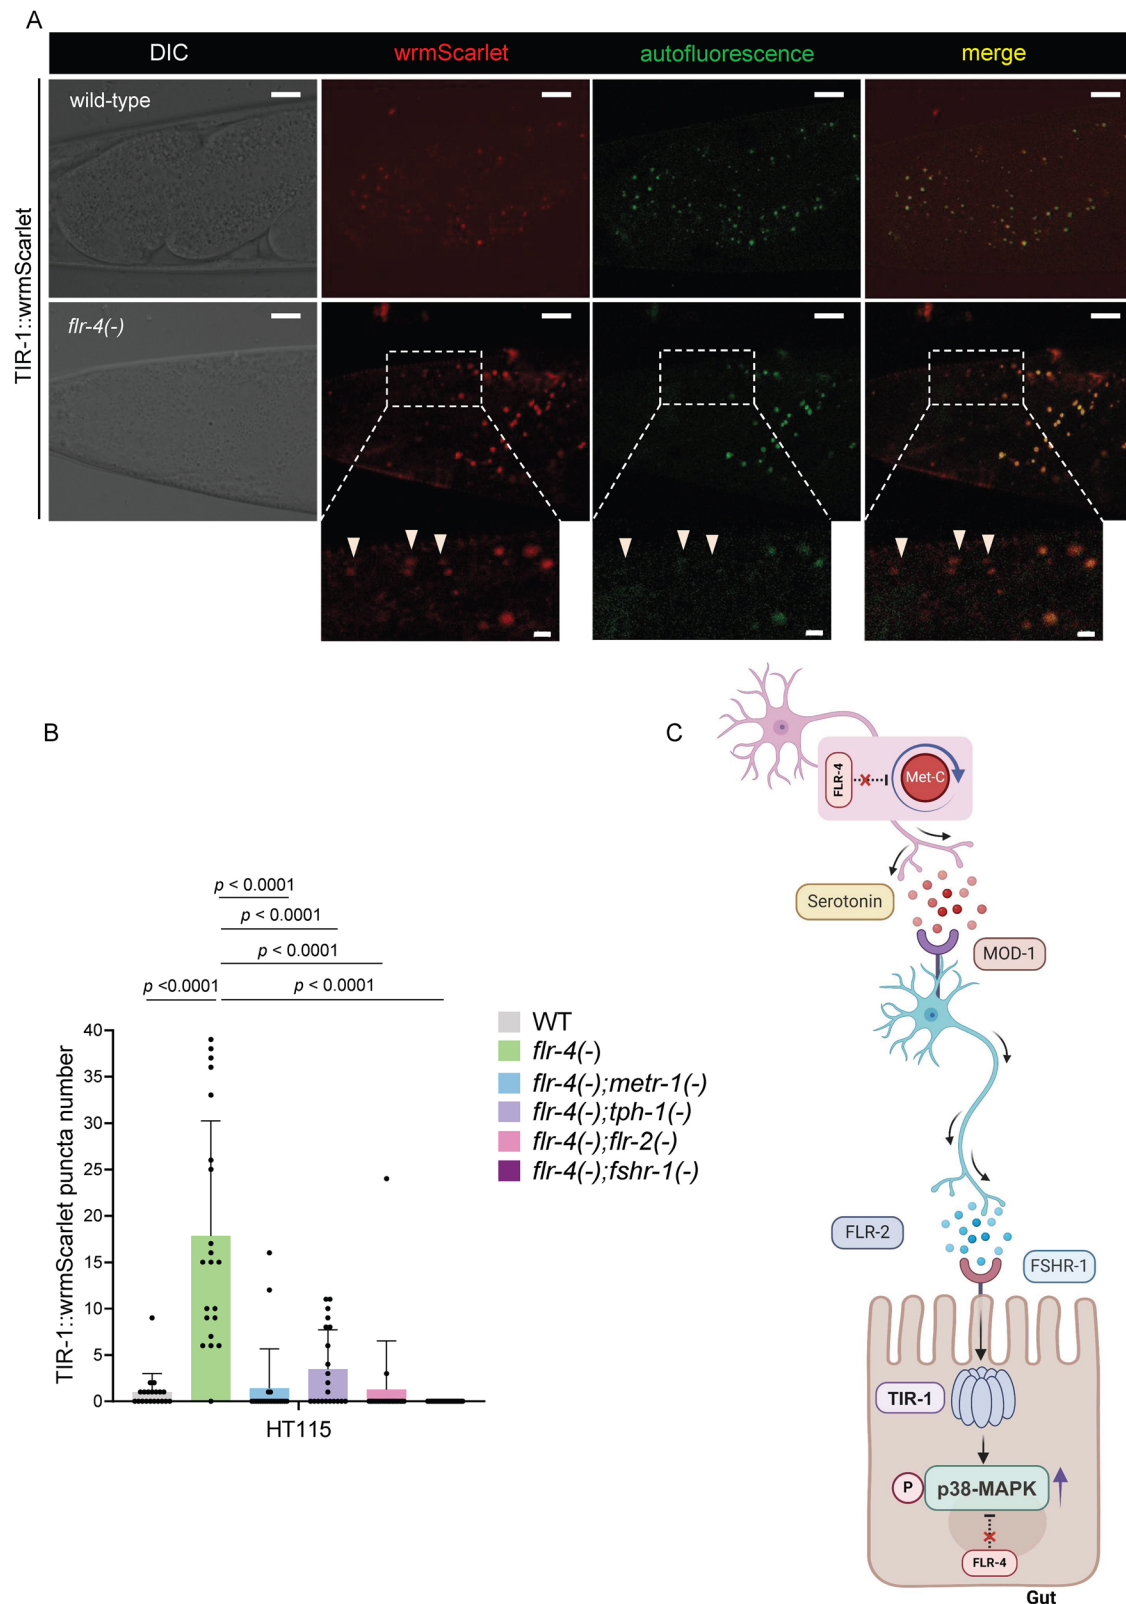 A
DIC
wrmScarlet
autofluorescence
merge
TIR-1::wrmScarlet
wild-type
flr-4(-)
B
p < 0.0001
p < 0.0001
p < 0.0001
p <0.0001
p < 0.0001
TIR-1::wrmScarlet puncta number
40
35
30
25
20
15
10
5
0
HT115
WT
flr-4(-)
flr-4(-);metr-1(-)
flr-4(-);tph-1(-)
flr-4(-);flr-2(-)
flr-4(-);fshr-1(-)
C
FLR-4
Met-C
Serotonin
MOD-1
FLR-2
FSHR-1
TIR-1
P
p38-MAPK
FLR-4
Gut